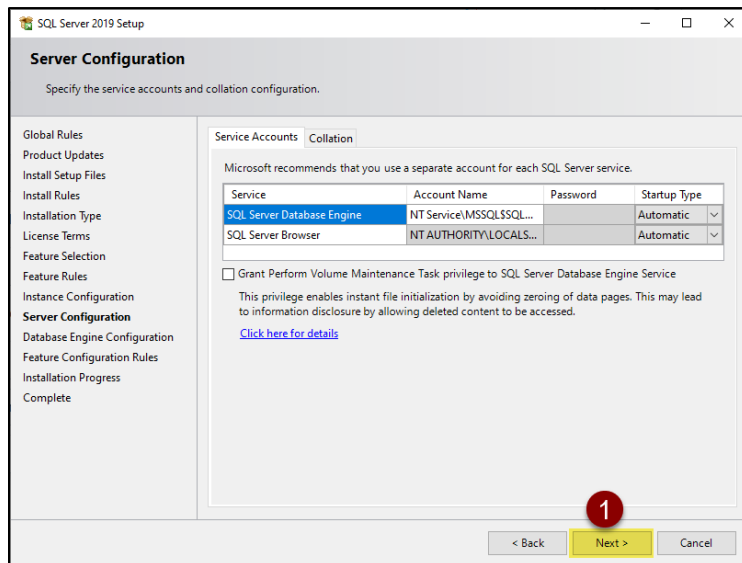 SQL Server 2019 Setup
Server Configuration
Specify the service accounts and collation configuration.
Global Rules
Product Updates
Install Setup Files
Install Rules
Installation Type
License Terms
Feature Selection
Feature Rules
Instance Configuration
Server Configuration
Database Engine Configuration
Feature Configuration Rules
Installation Progress
Complete
Service Accounts Collation
Microsoft recommends that you use a separate account for each SQL Server service.
Service Account Name Password Startup Type
SQL Server Database Engine NT Service\MSSQL$SQL... Automatic
SQL Server Browser NT AUTHORITY\LOCALS... Automatic
Grant Perform Volume Maintenance Task privilege to SQL Server Database Engine Service
This privilege enables instant file initialization by avoiding zeroing of data pages. This may lead
to information disclosure by allowing deleted content to be accessed.
Click here for details
1
< Back Next > Cancel